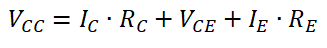 V_CC = I_C · R_C + V_CE + I_E · R_E